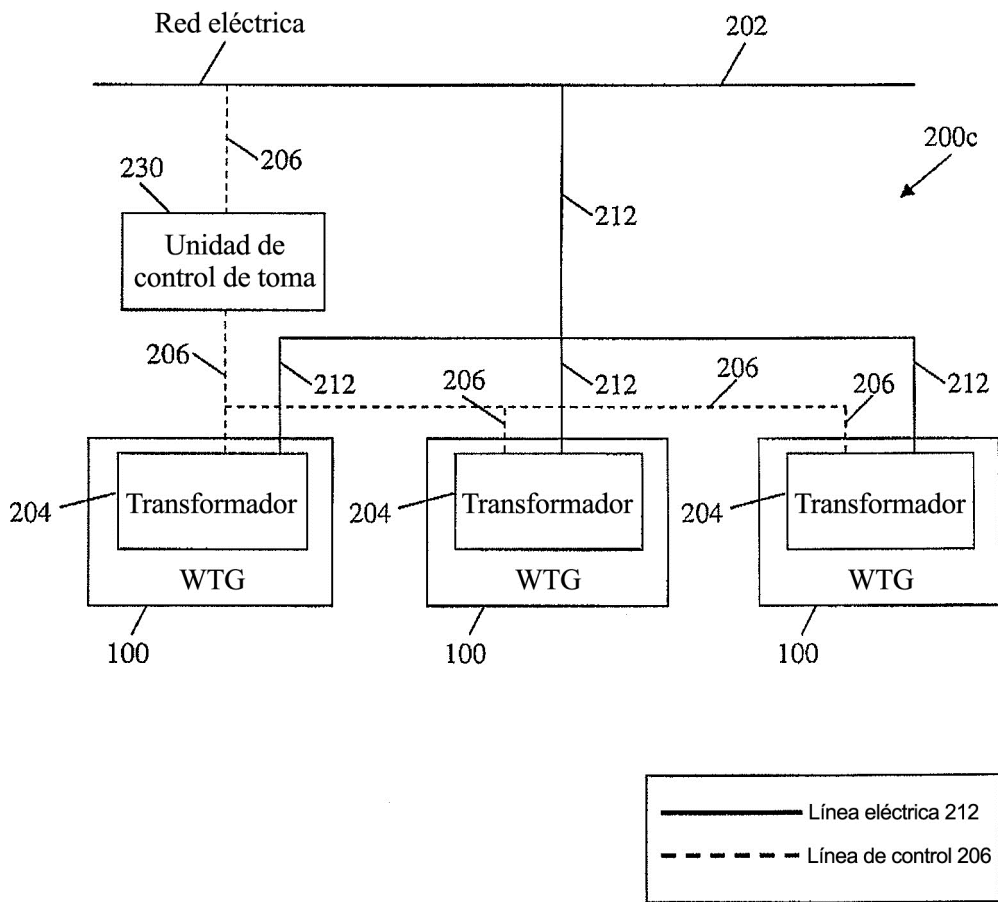 Red eléctrica
202
206
200c
230
212
Unidad de
control de toma
206
212
206
212
206
206
212
204
Transformador
204
Transformador
204
Transformador
WTG
WTG
WTG
100
100
100
Línea eléctrica 212
Línea de control 206